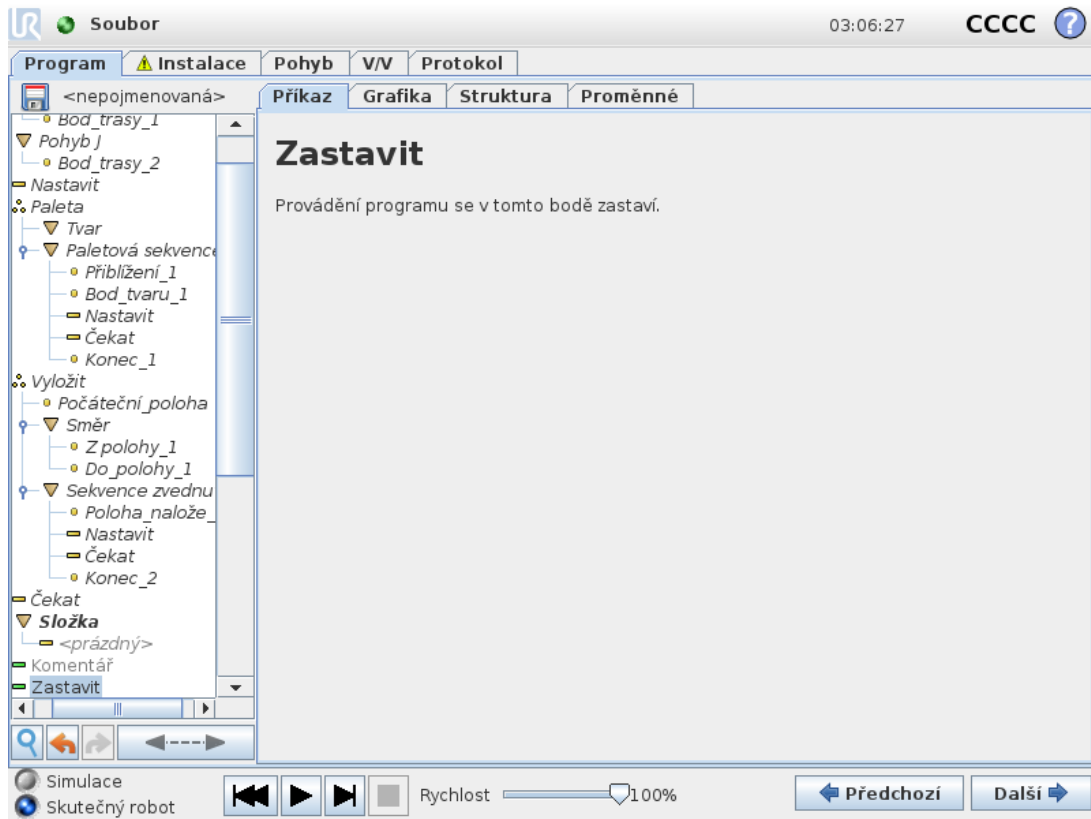 UR Soubor 03:06:27 CCCC ?
Program Instalace Pohyb V/V Protokol
<nepojmenovaná> Příkaz Grafika Struktura Proměnné
Bod_trasy_1
Pohyb J
Bod_trasy_2
Nastavit
Paleta
Tvar
Paletová sekvence
Přiblížení_1
Bod_tvaru_1
Nastavit
Čekat
Konec_1
Vyložit
Počáteční_poloha
Směr
Z polohy_1
Do_polohy_1
Sekvence zvednu
Poloha_nalože_
Nastavit
Čekat
Konec_2
Čekat
Složka
<prázdný>
Komentář
Zastavit
Zastavit
Provádění programu se v tomto bodě zastaví.
Simulace
Skutečný robot
Rychlost 100%
Předchozí Další